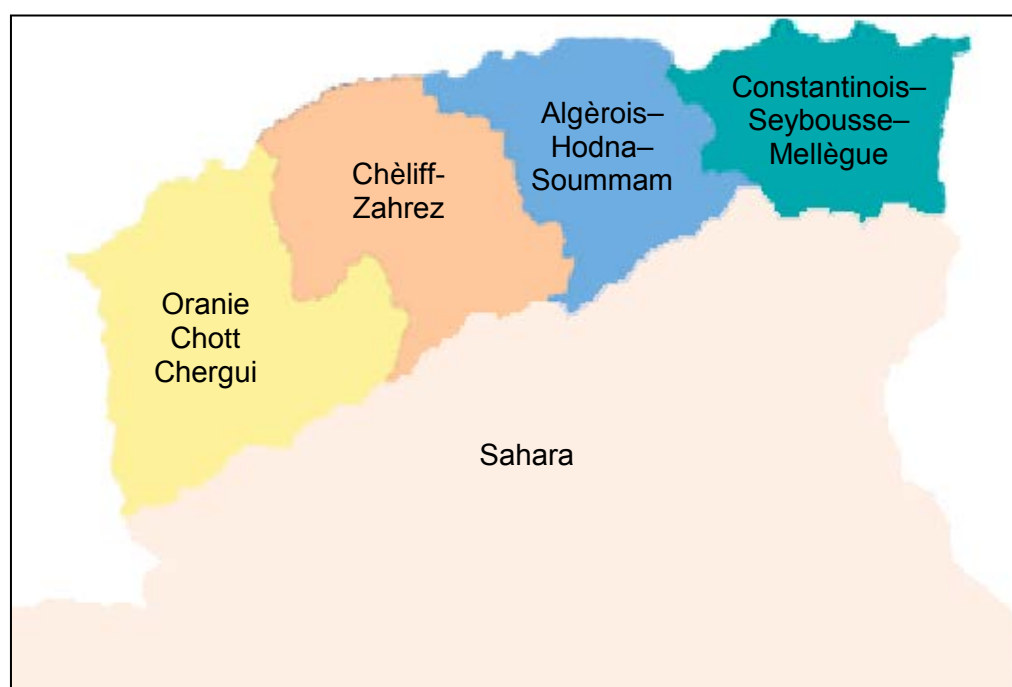 Constantinois–
Seybousse–
Mellègue
Algèrois–
Hodna–
Soummam
Chèliff-
Zahrez
Oranie
Chott
Chergui
Sahara